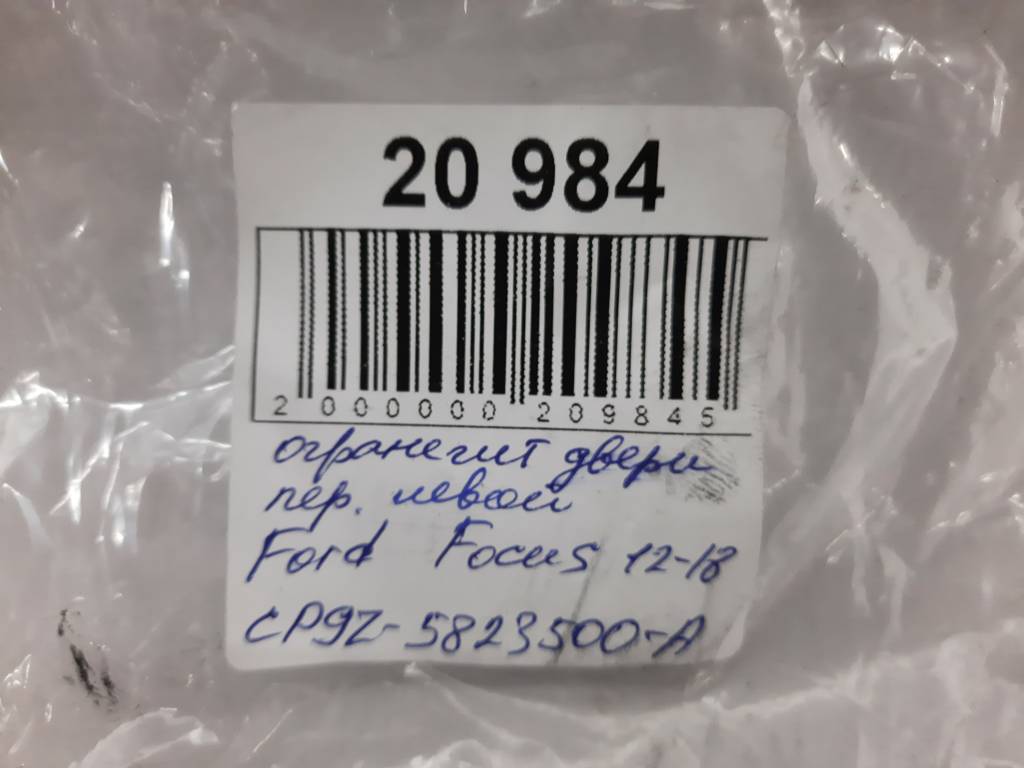 20 984
2 000000 209845
ограничит двери
пер. левой
Ford Focus 12-18
CP9Z-5823500-A